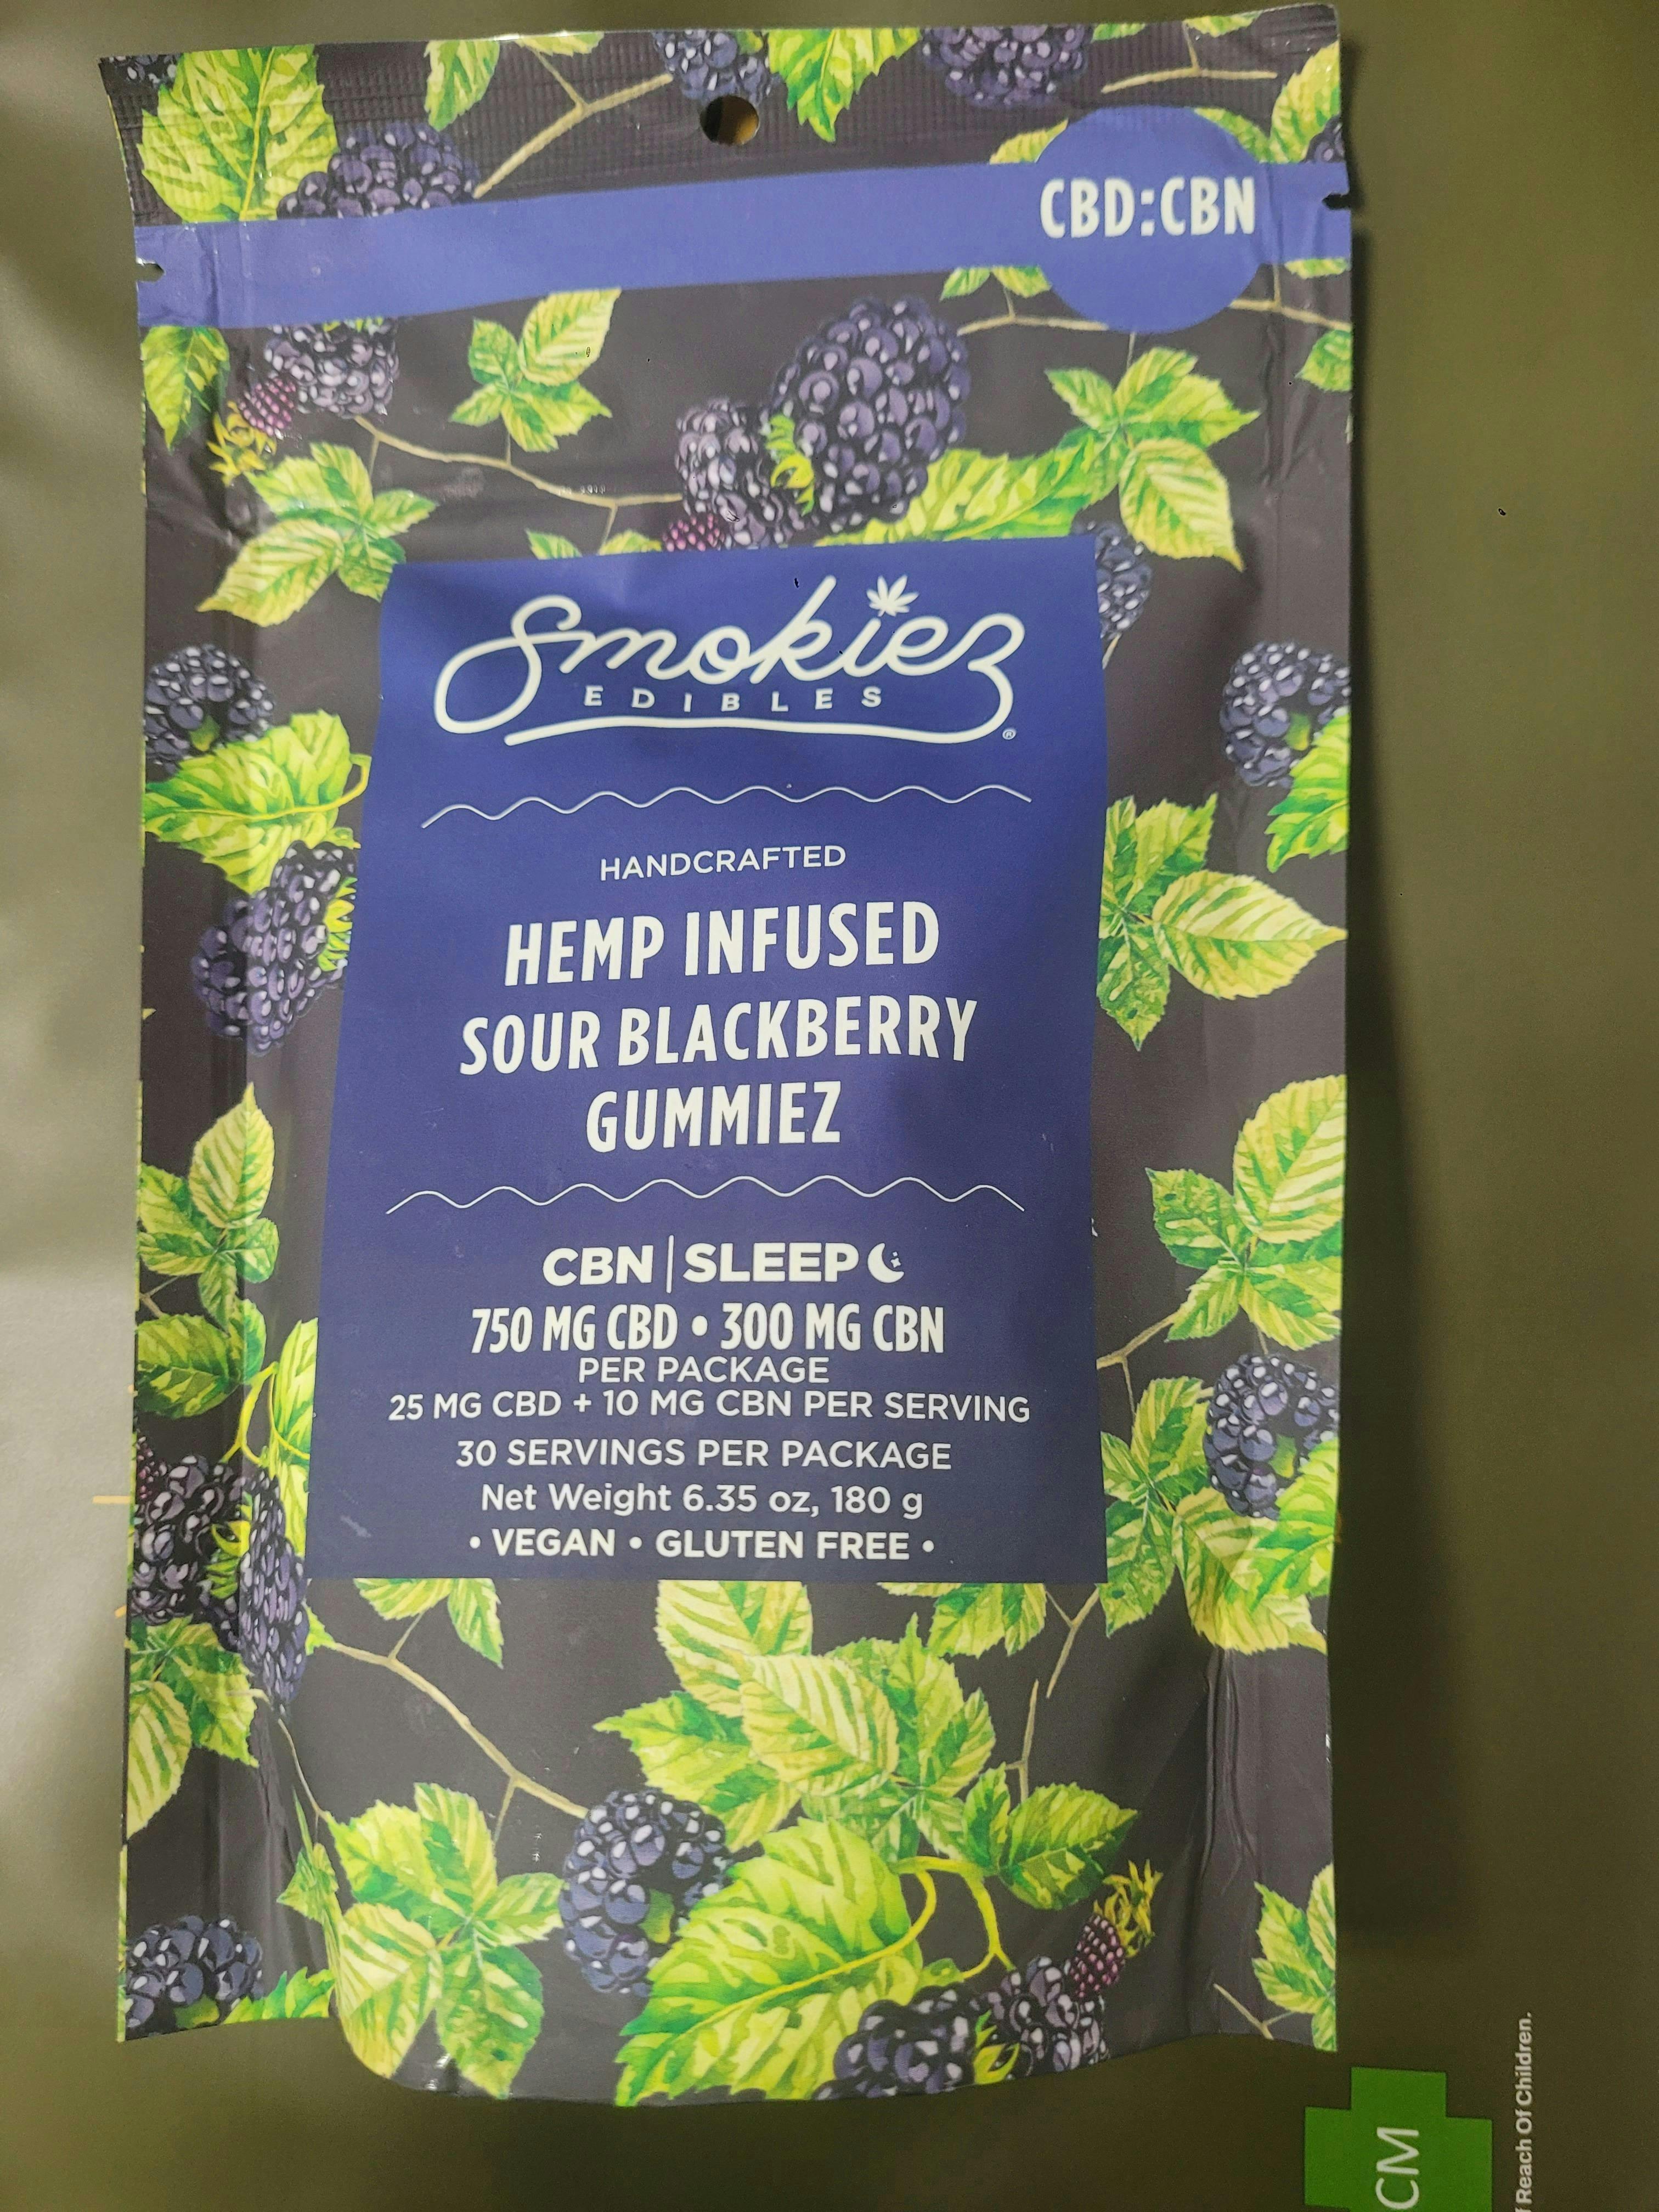 CBD:CBN
Smokiez
EDIBLES
®
HANDCRAFTED
HEMP INFUSED
SOUR BLACKBERRY
GUMMIEZ
CBN | SLEEP
750 MG CBD • 300 MG CBN
PER PACKAGE
25 MG CBD + 10 MG CBN PER SERVING
30 SERVINGS PER PACKAGE
Net Weight 6.35 oz, 180 g
• VEGAN • GLUTEN FREE •
CM
Reach Of Children.